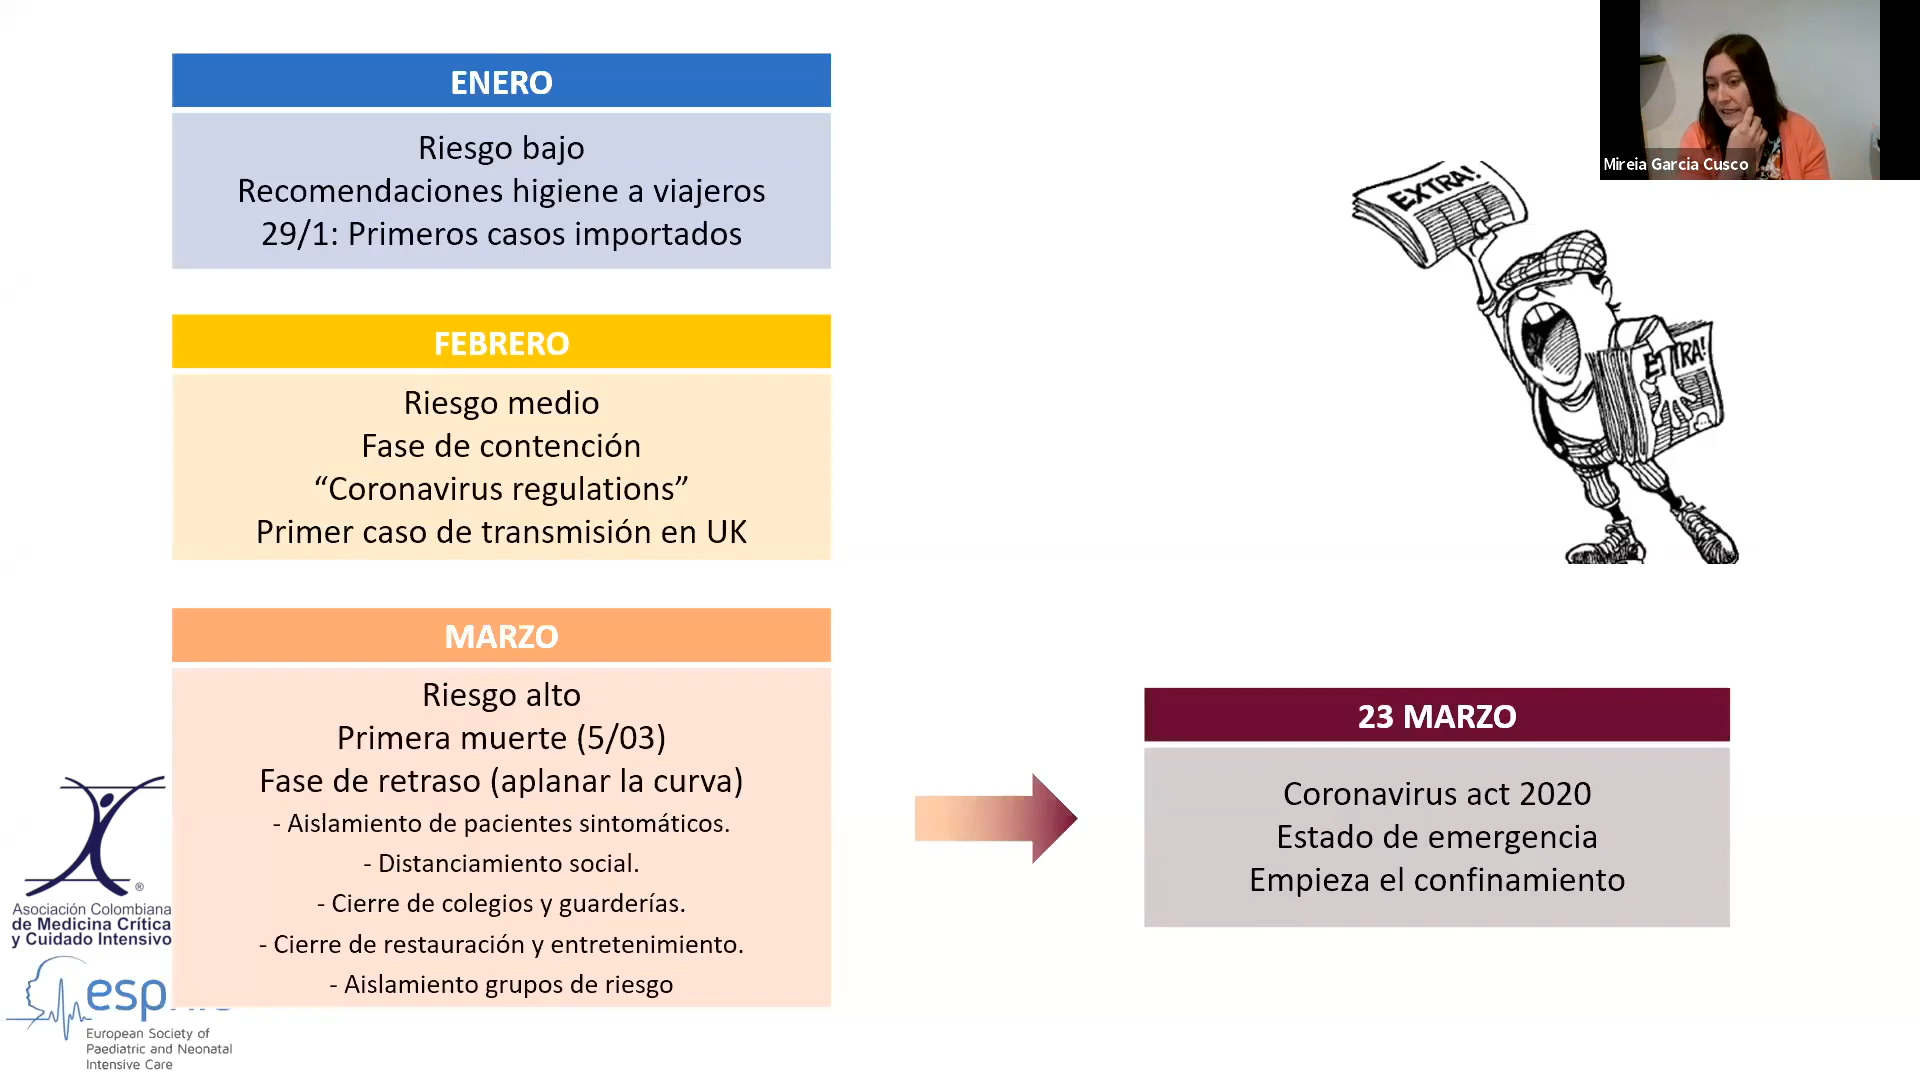 ENERO
Riesgo bajo
Recomendaciones higiene a viajeros
29/1: Primeros casos importados
FEBRERO
Riesgo medio
Fase de contención
“Coronavirus regulations”
Primer caso de transmisión en UK
MARZO
Riesgo alto
Primera muerte (5/03)
Fase de retraso (aplanar la curva)
- Aislamiento de pacientes sintomáticos.
- Distanciamiento social.
- Cierre de colegios y guarderías.
- Cierre de restauración y entretenimiento.
- Aislamiento grupos de riesgo
23 MARZO
Coronavirus act 2020
Estado de emergencia
Empieza el confinamiento
EXTRA!
EXTRA!
Mireia Garcia Cusco
®
Asociación Colombiana
de Medicina Crítica
y Cuidado Intensivo
European Society of
Paediatric and Neonatal
Intensive Care